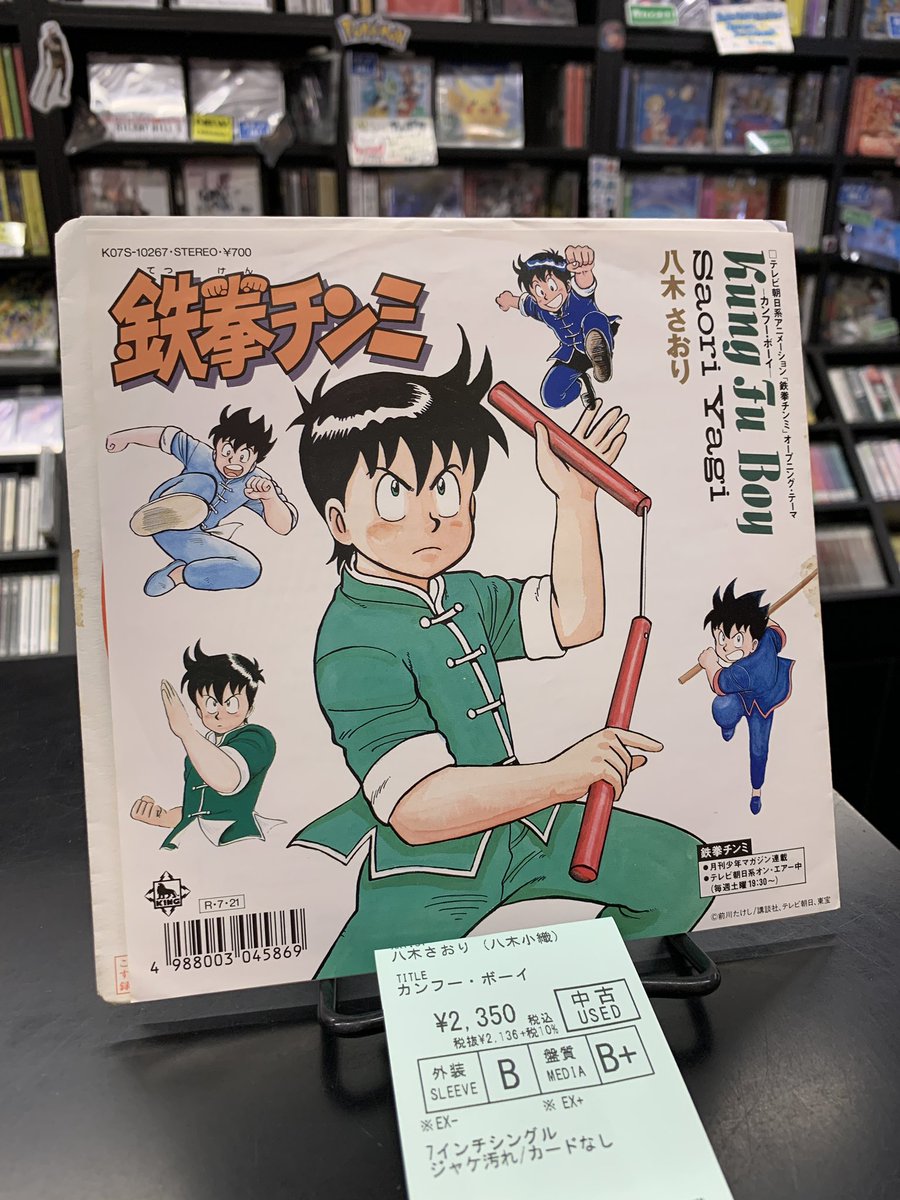 Pokémon
K07S-10267・STEREO・¥700
てっけん
鉄拳チンミ
□テレビ朝日系アニメーション「鉄拳チンミ」オープニング・テーマ
カンフー・ボーイ
Kung Fu Boy
Saori Yagi
八木さおり
鉄拳チンミ
●月刊少年マガジン連載
●テレビ朝日系オン・エアー中
(毎週土曜19:30〜)
©前川たけし/講談社、テレビ朝日、東宝
KING
R・7・21
4 988003 045869
八木さおり (八木小織)
TITLE
カンフー・ボーイ
¥2,350 税込
税抜¥2,136+税10%
中古
USED
外装
SLEEVE
B
盤質
MEDIA
B+
※EX-
※EX+
7インチシングル
ジャケ汚れ/カードなし